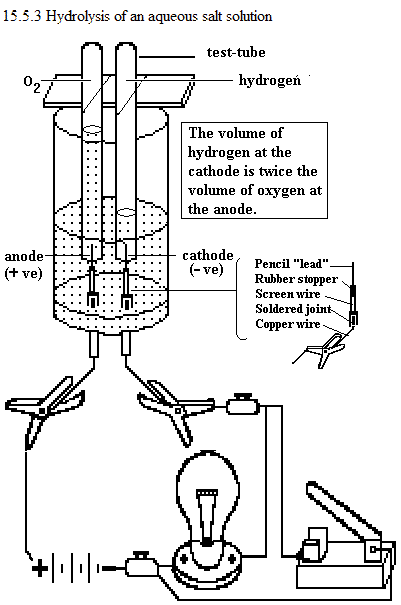 15.5.3 Hydrolysis of an aqueous salt solution
test-tube
O2
hydrogen
The volume of
hydrogen at the
cathode is twice the
volume of oxygen at
the anode.
anode
(+ ve)
cathode
(- ve)
Pencil "lead"
Rubber stopper
Screen wire
Soldered joint
Copper wire
+